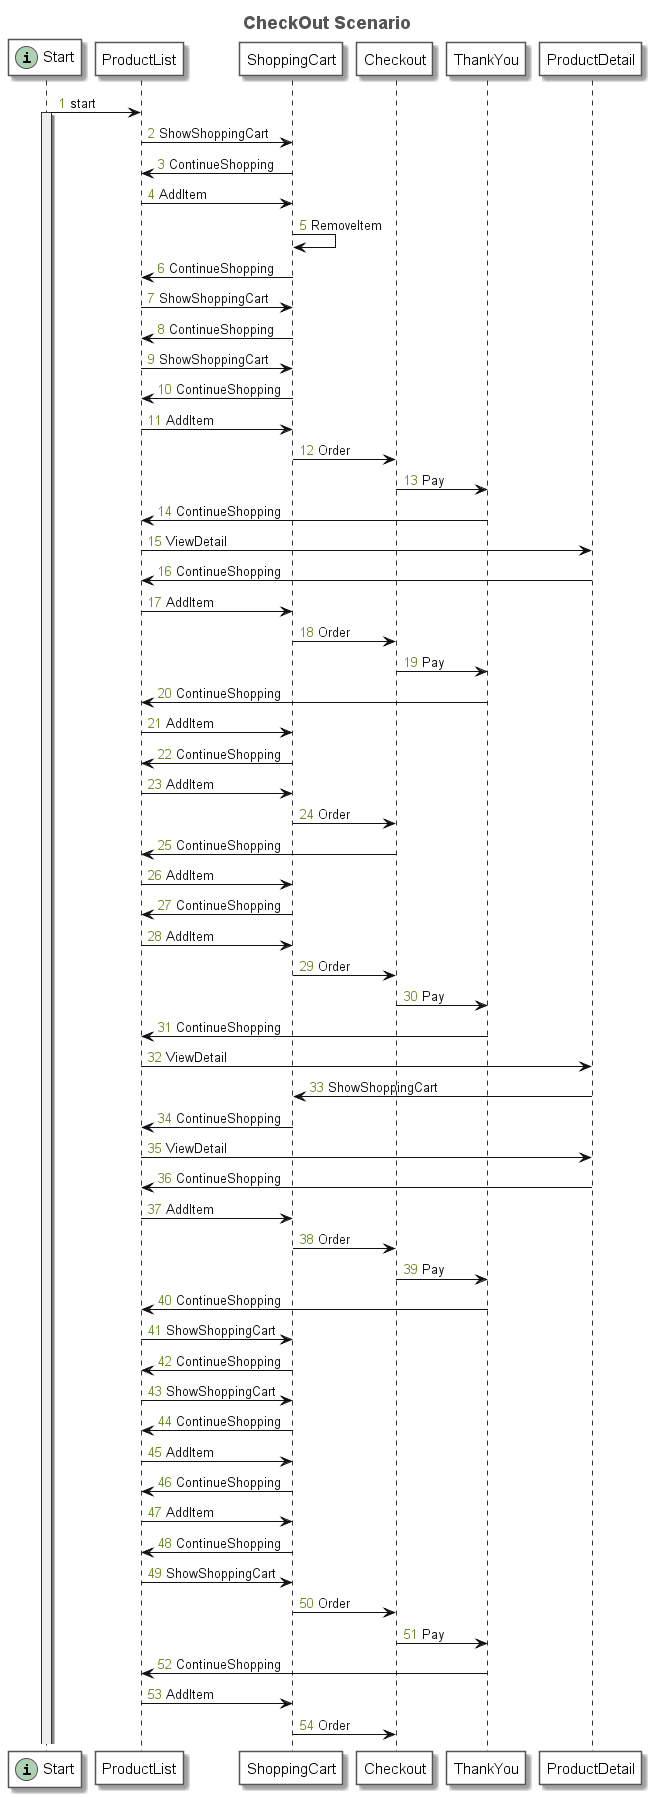 CheckOut Scenario
i Start ProductList ShoppingCart Checkout ThankYou ProductDetail
1 start
2 ShowShoppingCart
3 ContinueShopping
4 AddItem
5 RemoveItem
6 ContinueShopping
7 ShowShoppingCart
8 ContinueShopping
9 ShowShoppingCart
10 ContinueShopping
11 AddItem
12 Order
13 Pay
14 ContinueShopping
15 ViewDetail
16 ContinueShopping
17 AddItem
18 Order
19 Pay
20 ContinueShopping
21 AddItem
22 ContinueShopping
23 AddItem
24 Order
25 ContinueShopping
26 AddItem
27 ContinueShopping
28 AddItem
29 Order
30 Pay
31 ContinueShopping
32 ViewDetail
33 ShowShoppingCart
34 ContinueShopping
35 ViewDetail
36 ContinueShopping
37 AddItem
38 Order
39 Pay
40 ContinueShopping
41 ShowShoppingCart
42 ContinueShopping
43 ShowShoppingCart
44 ContinueShopping
45 AddItem
46 ContinueShopping
47 AddItem
48 ContinueShopping
49 ShowShoppingCart
50 Order
51 Pay
52 ContinueShopping
53 AddItem
54 Order
i Start ProductList ShoppingCart Checkout ThankYou ProductDetail